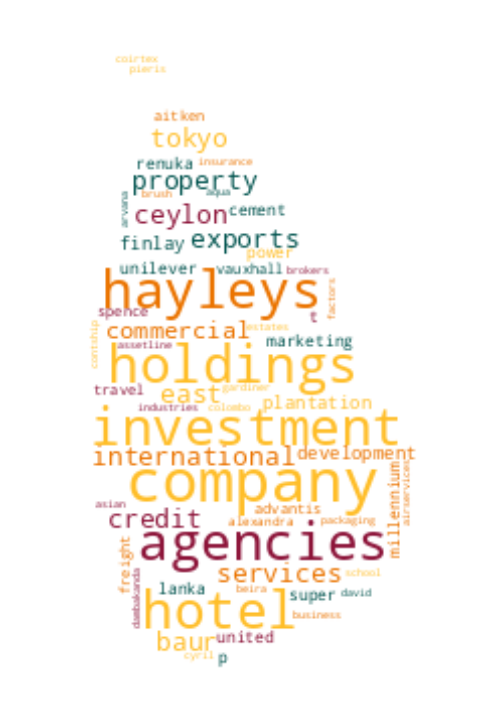 coirtex
pieris
aitken
tokyo
renuka insurance
property
brush aqua
arvana
ceylon cement
finlay exports
power
unilever vauxhall brokers
hayleys
factors
spence t
commercial estates
contship
assetline marketing
holdings
travel east gardiner
industries colombo plantation
investment
international development
company
millennium
airservices
asian advantis
credit alexandra packaging
agencies
freight
services school
dambakanda
lanka beira super david
hotel business
baur united
cyril p